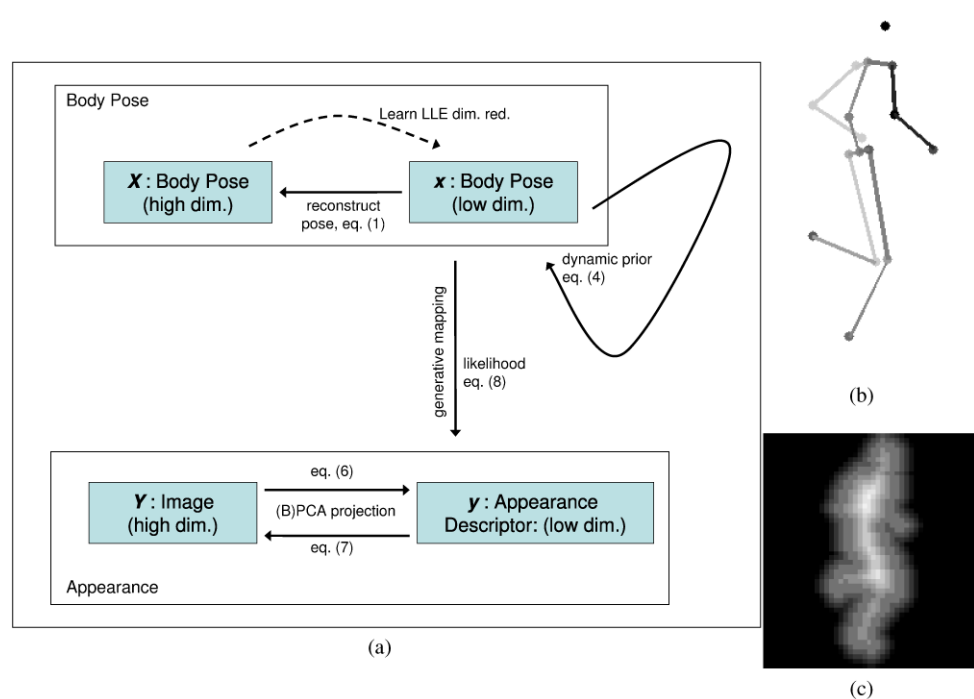 Body Pose
Learn LLE dim. red.
X : Body Pose
(high dim.)
x : Body Pose
(low dim.)
reconstruct
pose, eq. (1)
dynamic prior
eq. (4)
generative mapping
likelihood
eq. (8)
eq. (6)
Y : Image
(high dim.)
(B)PCA projection
y : Appearance
Descriptor: (low dim.)
eq. (7)
Appearance
(a)
(b)
(c)